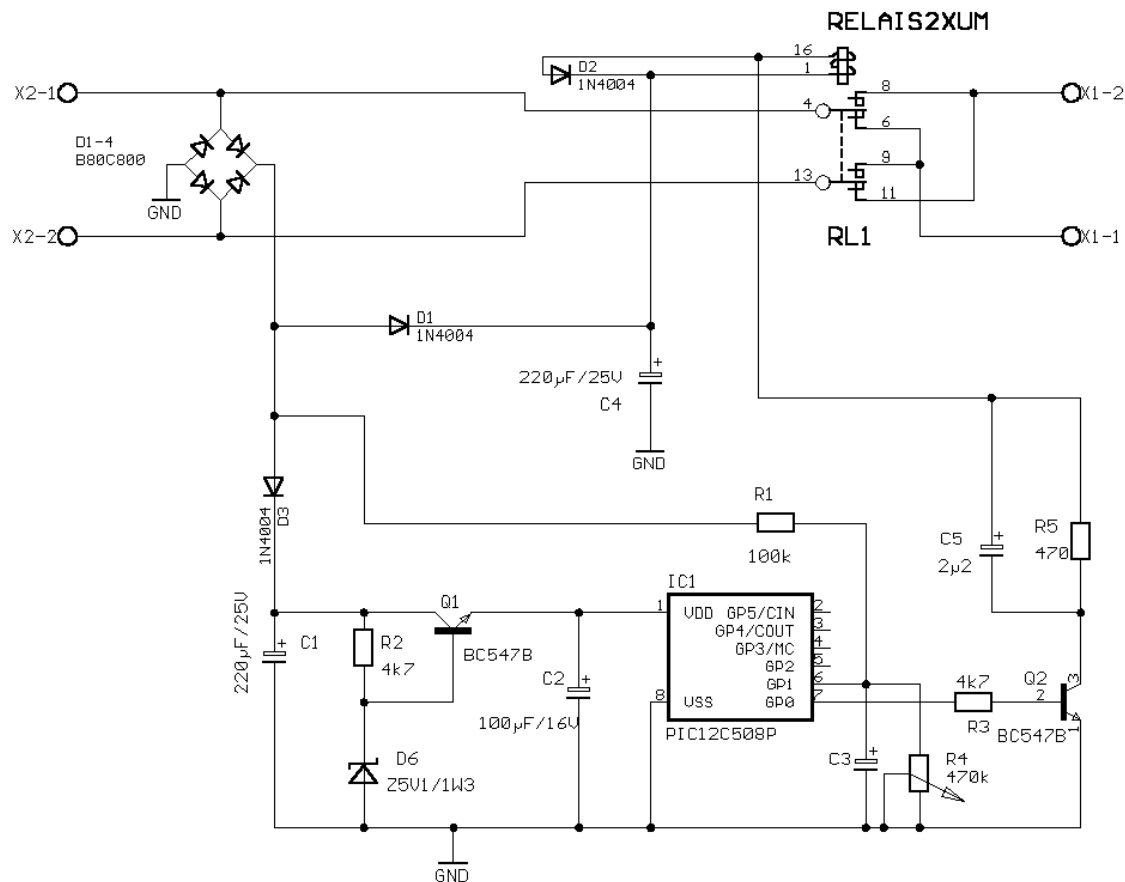 RELAIS2XUM
16
D2
1
1N4004
X2-1
8
X1-2
4
6
D1-4
B80C800
9
13
11
GND
X2-2
RL1
X1-1
D1
1N4004
220µF/25V
C4
GND
1N4004
D3
R1
100k
C5
2µ2
R5
470
IC1
220µF/25V
C1
Q1
1
VDD
GP5/CIN
2
GP4/COUT
3
R2
4k7
BC547B
GP3/MC
4
GP2
5
C2
GP1
6
4k7
Q2
3
8
VSS
GP0
7
2
100µF/16V
PIC12C508P
R3
BC547B
1
D6
Z5V1/1W3
C3
R4
470k
GND